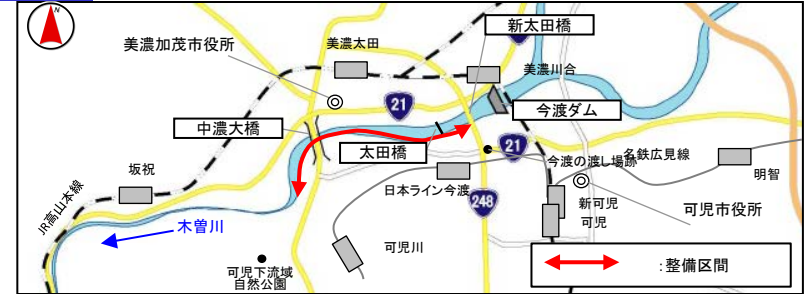 N
新太田橋
美濃加茂市役所
美濃太田
美濃川合
21
今渡ダム
中濃大橋
21
太田橋
今渡の渡し場跡
名鉄広見線
坂祝
明智
日本ライン今渡
新可児
可児
JR高山本線
248
可児市役所
木曽川
可児川
可児下流域
自然公園
:整備区間